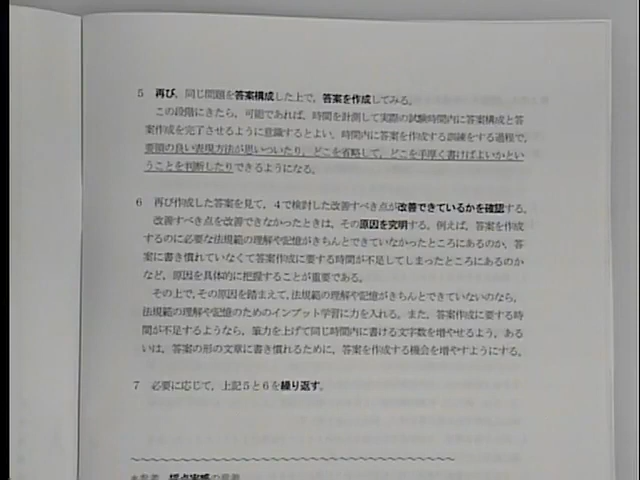 5 再び，同じ問題を答案構成した上で，答案を作成してみる。
この段階にきたら，可能であれば，時間を計測して実際の試験時間内に答案構成と答
案作成を完了させるように意識するとよい。時間内に答案を作成する訓練をする過程で，
要領の良い表現方法が思いついたり，どこを省略して，どこを手厚く書けばよいかとい
うことを判断したりできるようになる。
6 再び作成した答案を見て，4で検討した改善すべき点が改善できているかを確認する。
改善すべき点を改善できなかったときは，その原因を究明する。例えば，答案を作成
するのに必要な法規範の理解や記憶がきちんとできていなかったところにあるのか，答
案に書き慣れていなくて答案作成に要する時間が不足してしまったところにあるのか
など，原因を具体的に把握することが重要である。
その上で，その原因を踏まえて，法規範の理解や記憶がきちんとできていないのなら，
法規範の理解や記憶のためのインプット学習に力を入れる。また，答案作成に要する時
間が不足するようなら，筆力を上げて同じ時間内に書ける文字数を増やせるよう，ある
いは，答案の形の文章に書き慣れるために，答案を作成する機会を増やすようにする。
7 必要に応じて，上記5と6を繰り返す。